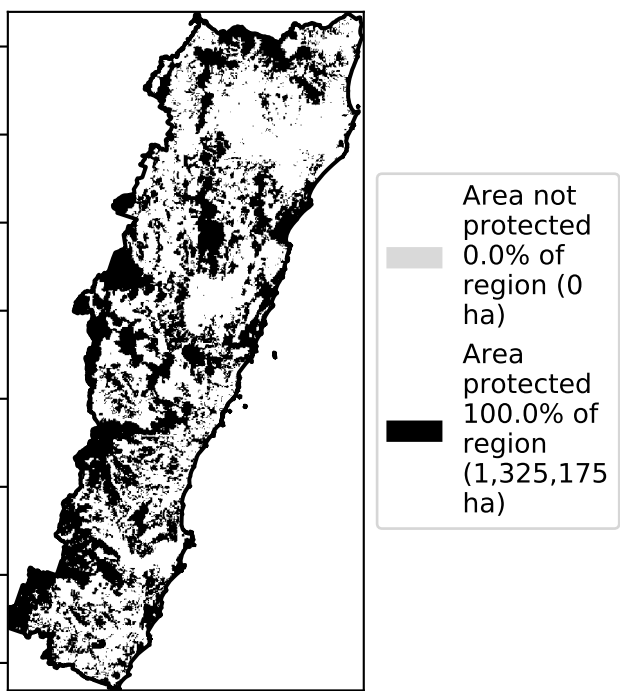 Area not
protected
0.0% of
region (0
ha)
Area
protected
100.0% of
region
(1,325,175
ha)